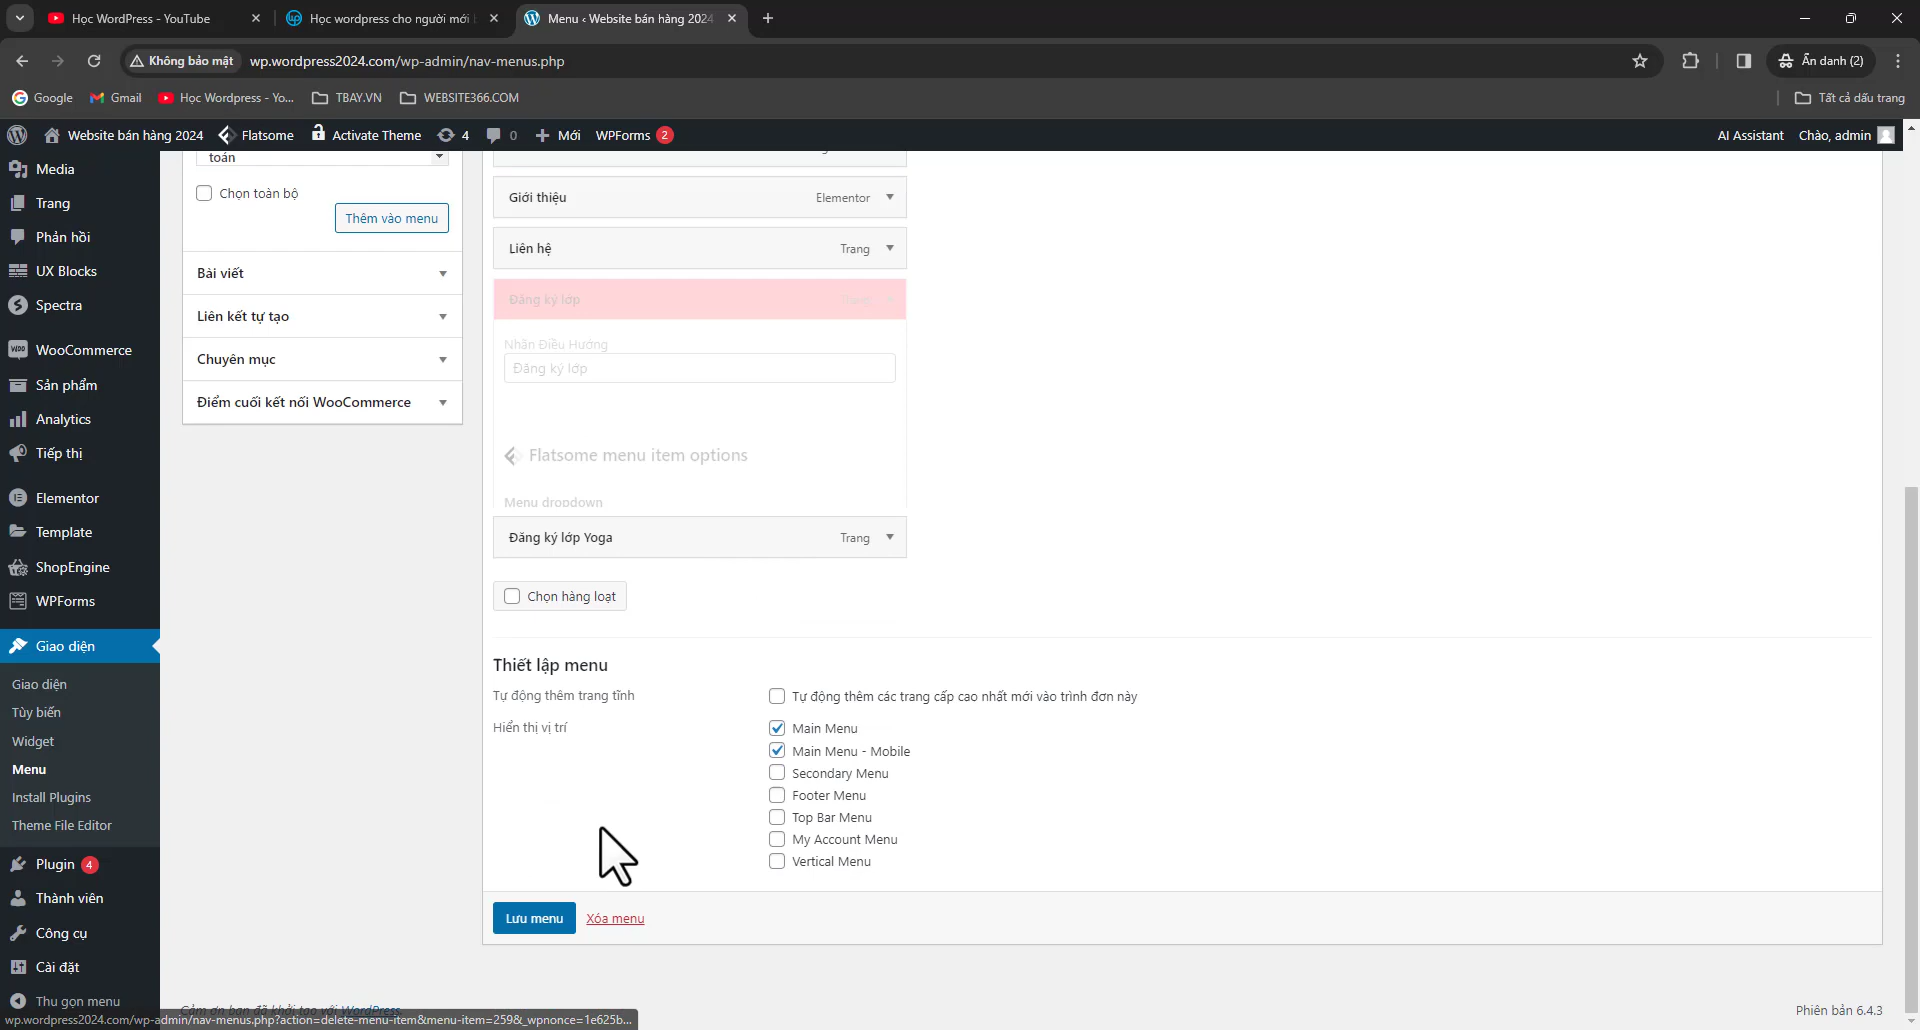 Học WordPress - YouTube
Học wordpress cho người mới
Menu ‹ Website bán hàng 2024
Không bảo mật
wp.wordpress2024.com/wp-admin/nav-menus.php
Ẩn danh (2)
Google
Gmail
Học Wordpress - Yo...
TBAY.VN
WEBSITE366.COM
Tất cả dấu trang
Website bán hàng 2024
Flatsome
Activate Theme
4
0
Mới
WPForms 2
AI Assistant
Chào, admin
Media
Trang
Phản hồi
UX Blocks
Spectra
WooCommerce
Sản phẩm
Analytics
Tiếp thị
Elementor
Template
ShopEngine
WPForms
Giao diện
Giao diện
Tùy biến
Widget
Menu
Install Plugins
Theme File Editor
Plugin 4
Thành viên
Công cụ
Cài đặt
Thu gọn menu
toán
Chọn toàn bộ
Thêm vào menu
Bài viết
Liên kết tự tạo
Chuyên mục
Điểm cuối kết nối WooCommerce
Giới thiệu Elementor
Liên hệ Trang
Đăng ký lớp Trang
Nhãn Điều Hướng
Đăng ký lớp
Flatsome menu item options
Menu dropdown
Đăng ký lớp Yoga Trang
Chọn hàng loạt
Thiết lập menu
Tự động thêm trang tĩnh
Tự động thêm các trang cấp cao nhất mới vào trình đơn này
Hiển thị vị trí
Main Menu
Main Menu - Mobile
Secondary Menu
Footer Menu
Top Bar Menu
My Account Menu
Vertical Menu
Lưu menu
Xóa menu
Cảm ơn bạn đã khởi tạo với WordPress.
Phiên bản 6.4.3
wp.wordpress2024.com/wp-admin/nav-menus.php?action=delete-menu-item&menu-item=259&_wpnonce=1e625b...